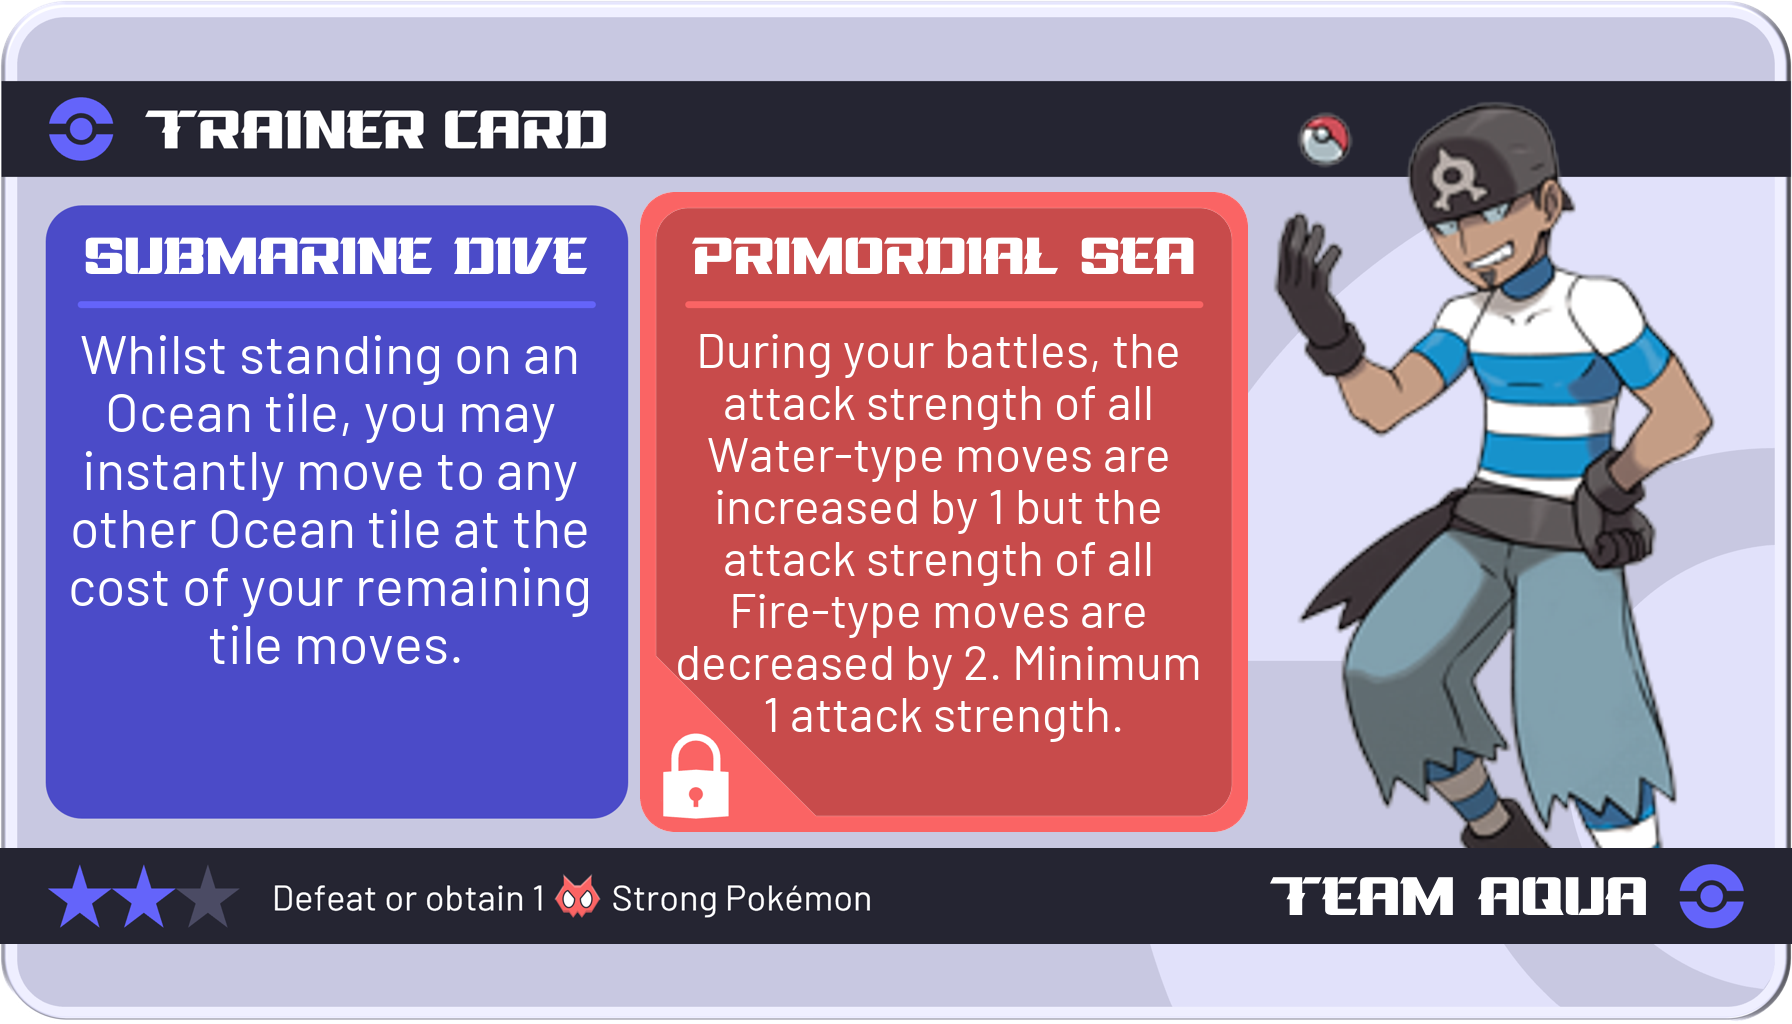 TRAINER CARD
SUBMARINE DIVE
Whilst standing on an
Ocean tile, you may
instantly move to any
other Ocean tile at the
cost of your remaining
tile moves.
PRIMORDIAL SEA
During your battles, the
attack strength of all
Water-type moves are
increased by 1 but the
attack strength of all
Fire-type moves are
decreased by 2. Minimum
1 attack strength.
Defeat or obtain 1 Strong Pokémon
TEAM AQUA